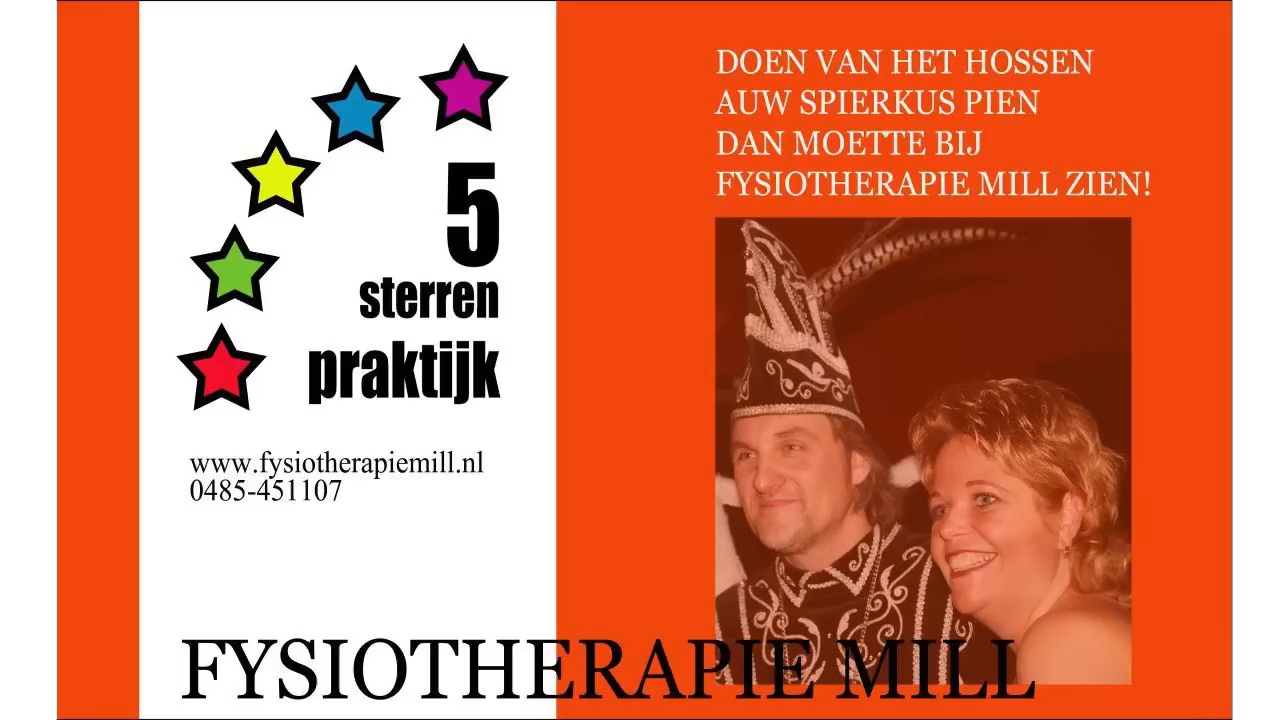 5
sterren
praktijk
www.fysiotherapiemill.nl
0485-451107
DOEN VAN HET HOSSEN
AUW SPIERKUS PIEN
DAN MOETTE BIJ
FYSIOTHERAPIE MILL ZIEN!
FYSIOTHERAPIE MILL